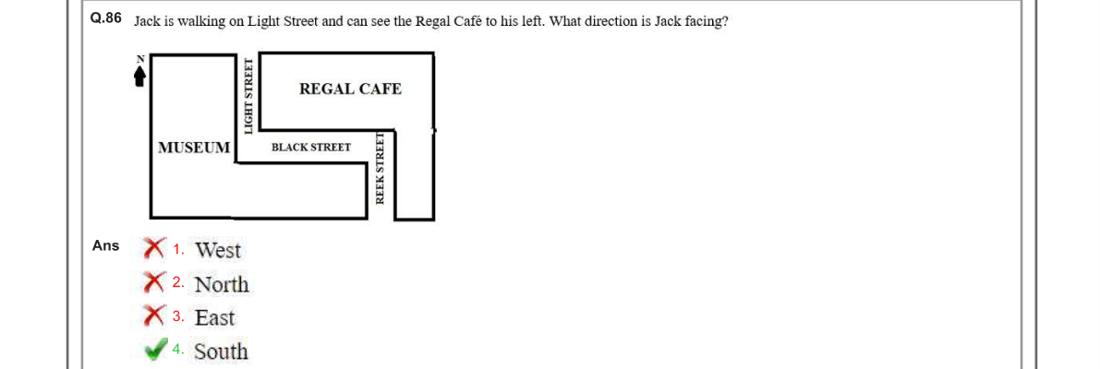 Q.86 Jack is walking on Light Street and can see the Regal Café to his left. What direction is Jack facing?
N
LIGHT STREET
REGAL CAFE
MUSEUM
BLACK STREET
REEK STREET
Ans
1. West
2. North
3. East
4. South